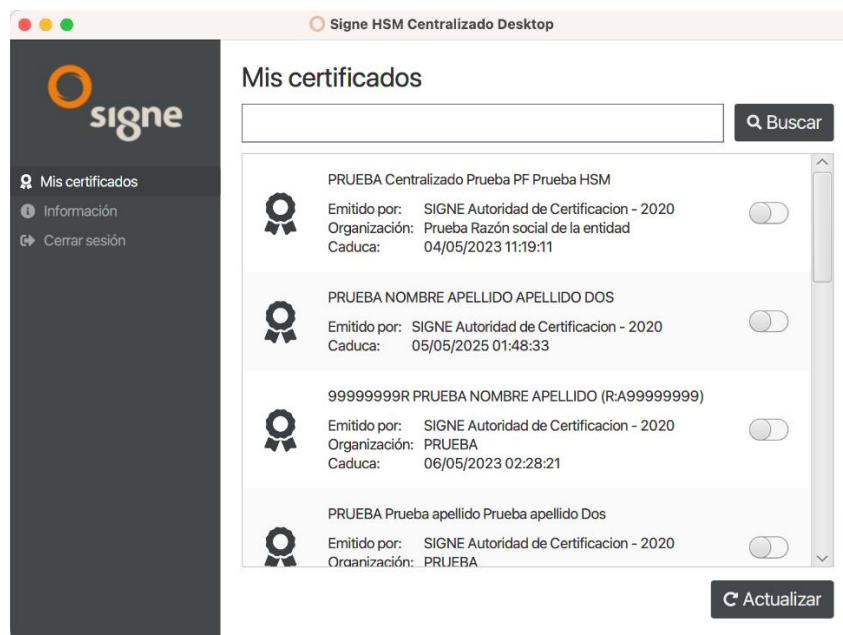 Signe HSM Centralizado Desktop
signe
Mis certificados
Información
Cerrar sesión
Mis certificados
Buscar
PRUEBA Centralizado Prueba PF Prueba HSM
Emitido por: SIGNE Autoridad de Certificacion - 2020
Organización: Prueba Razón social de la entidad
Caduca: 04/05/2023 11:19:11
PRUEBA NOMBRE APELLIDO APELLIDO DOS
Emitido por: SIGNE Autoridad de Certificacion - 2020
Caduca: 05/05/2025 01:48:33
99999999R PRUEBA NOMBRE APELLIDO (R:A99999999)
Emitido por: SIGNE Autoridad de Certificacion - 2020
Organización: PRUEBA
Caduca: 06/05/2023 02:28:21
PRUEBA Prueba apellido Prueba apellido Dos
Emitido por: SIGNE Autoridad de Certificacion - 2020
Organización: PRUEBA
Actualizar